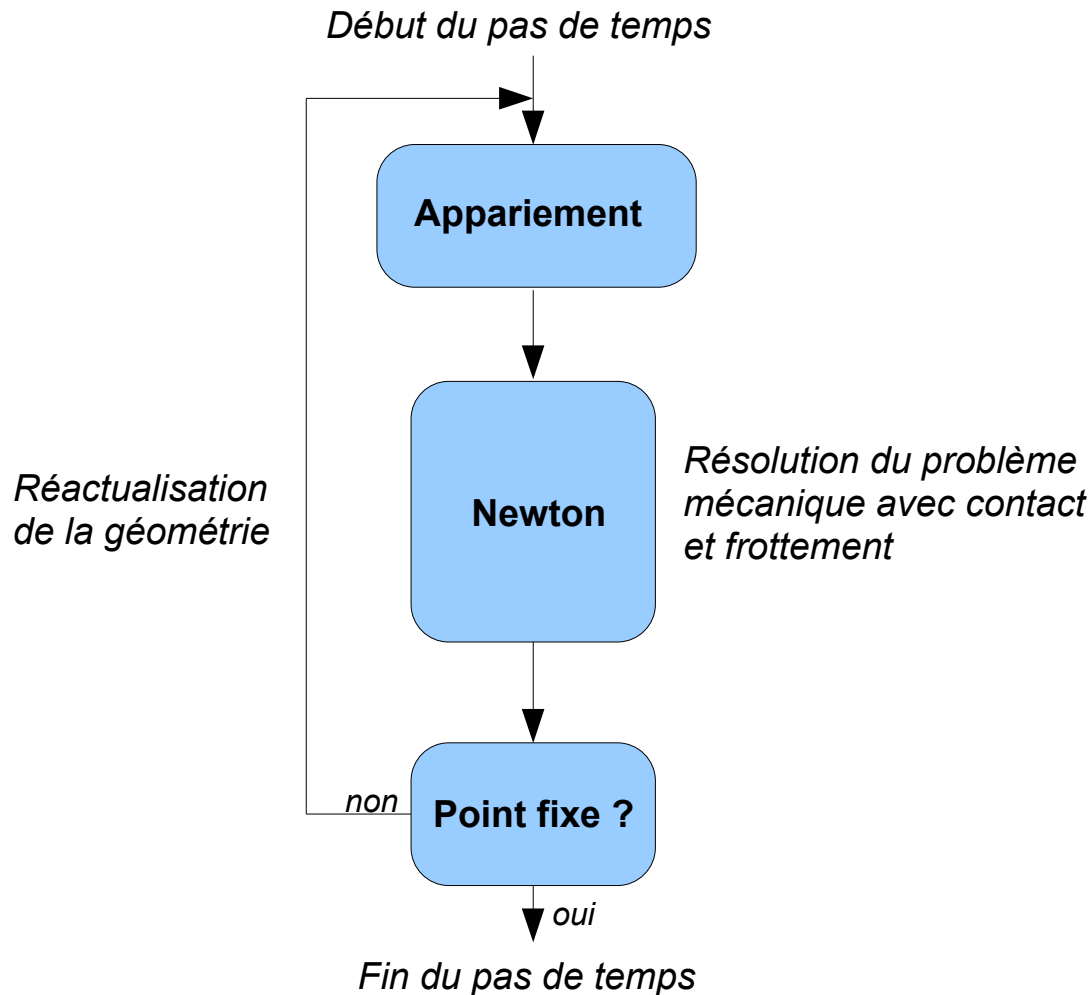 Début du pas de temps
Appariement
Réactualisation
de la géométrie
Newton
Résolution du problème
mécanique avec contact
et frottement
non
Point fixe ?
oui
Fin du pas de temps